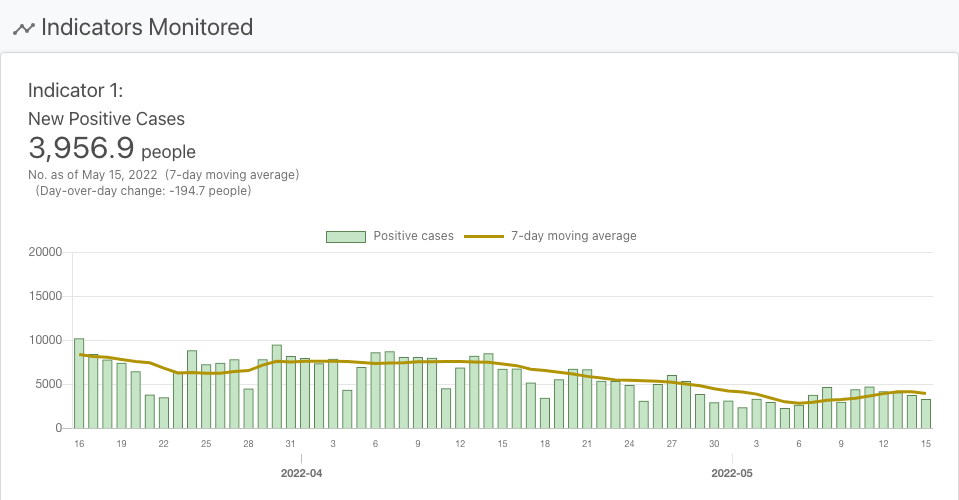 Indicators Monitored
Indicator 1:
New Positive Cases
3,956.9 people
No. as of May 15, 2022 (7-day moving average)
(Day-over-day change: -194.7 people)
Positive cases 7-day moving average
20000
15000
10000
5000
0
16 19 22 25 28 31 3 6 9 12 15 18 21 24 27 30 3 6 9 12 15
2022-04 2022-05